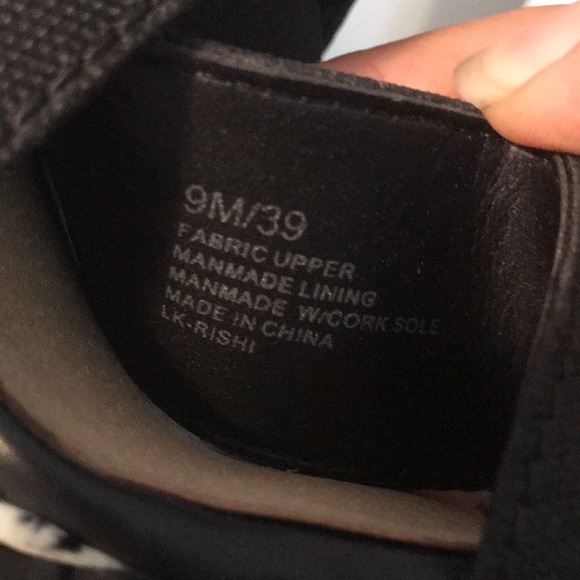 9M/39
FABRIC UPPER
MANMADE LINING
MANMADE W/CORK SOLE
MADE IN CHINA
LK-RISHI